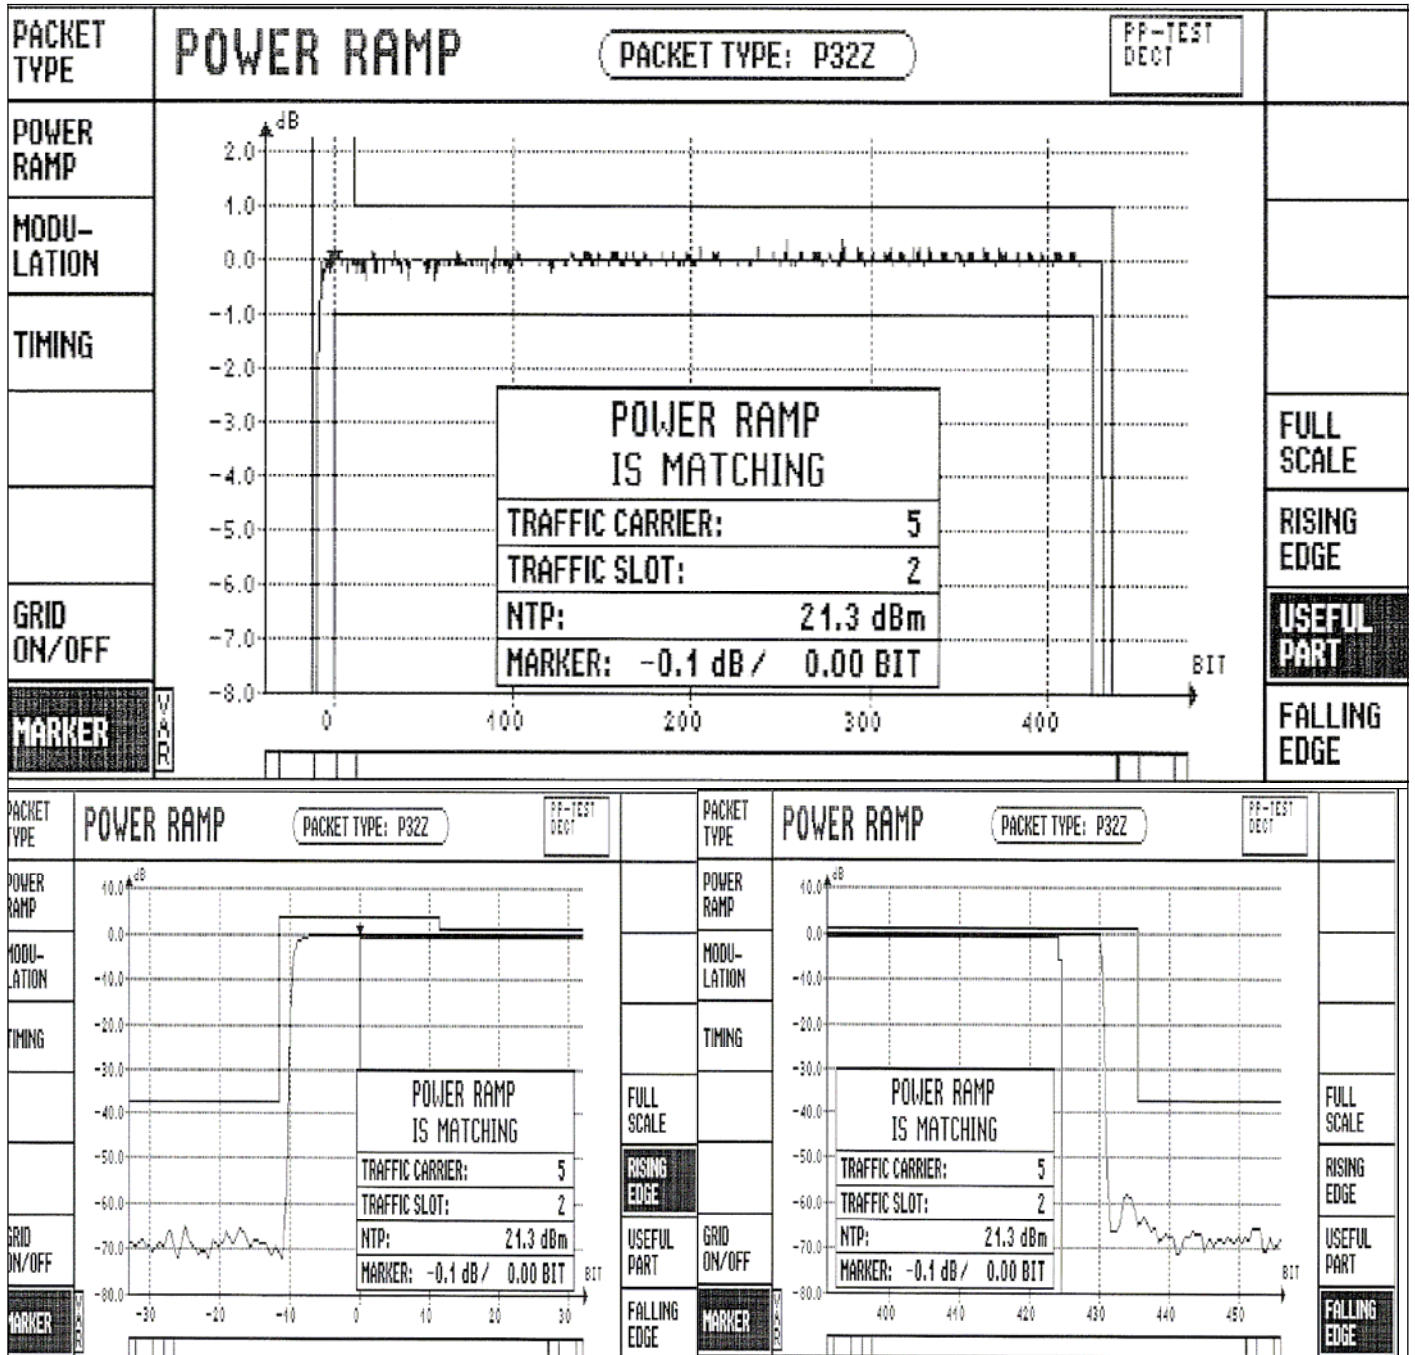 PACKET
TYPE
POWER RAMP
PACKET TYPE: P32Z
PP-TEST
DECT
POWER
RAMP
MODU-
LATION
TIMING
GRID
ON/OFF
MARKER
VAR
dB
2.0
1.0
0.0
-1.0
-2.0
-3.0
-4.0
-5.0
-6.0
-7.0
-8.0
0 100 200 300 400
BIT
POWER RAMP
IS MATCHING
TRAFFIC CARRIER: 5
TRAFFIC SLOT: 2
NTP: 21.3 dBm
MARKER: -0.1 dB / 0.00 BIT
FULL
SCALE
RISING
EDGE
USEFUL
PART
FALLING
EDGE
PACKET
TYPE
POWER RAMP
PACKET TYPE: P32Z
PP-TEST
DECT
POWER
RAMP
MODU-
LATION
TIMING
GRID
ON/OFF
MARKER
VAR
dB
10.0
0.0
-10.0
-20.0
-30.0
-40.0
-50.0
-60.0
-70.0
-80.0
-30 -20 -10 0 10 20 30
BIT
POWER RAMP
IS MATCHING
TRAFFIC CARRIER: 5
TRAFFIC SLOT: 2
NTP: 21.3 dBm
MARKER: -0.1 dB / 0.00 BIT
FULL
SCALE
RISING
EDGE
USEFUL
PART
FALLING
EDGE
PACKET
TYPE
POWER RAMP
PACKET TYPE: P32Z
PP-TEST
DECT
POWER
RAMP
MODU-
LATION
TIMING
GRID
ON/OFF
MARKER
VAR
dB
10.0
0.0
-10.0
-20.0
-30.0
-40.0
-50.0
-60.0
-70.0
-80.0
400 410 420 430 440 450
BIT
POWER RAMP
IS MATCHING
TRAFFIC CARRIER: 5
TRAFFIC SLOT: 2
NTP: 21.3 dBm
MARKER: -0.1 dB / 0.00 BIT
FULL
SCALE
RISING
EDGE
USEFUL
PART
FALLING
EDGE